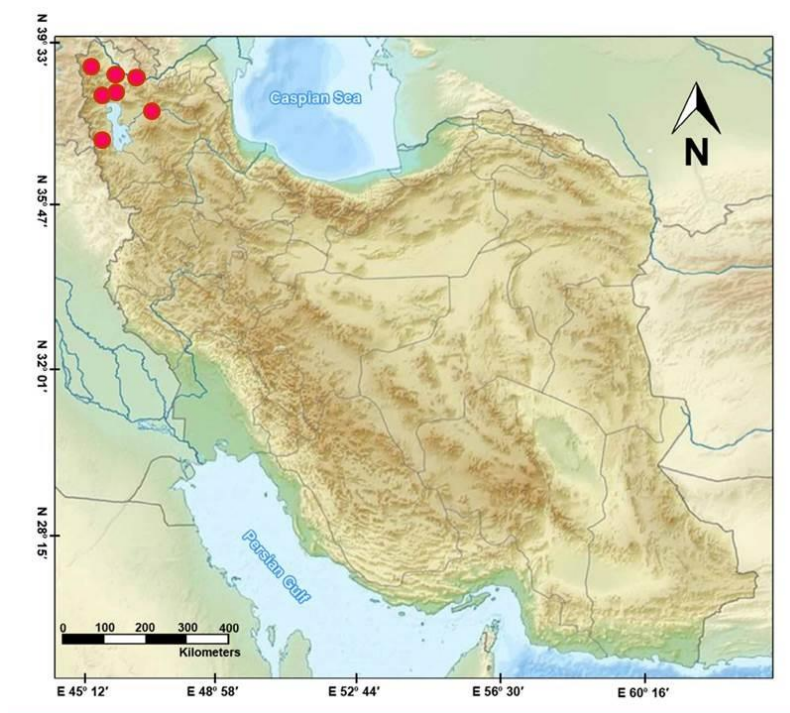 N 39° 33'
Caspian Sea
N
N 35° 47'
N 32° 01'
N 28° 15'
Persian Gulf
0 100 200 300 400
Kilometers
E 45° 12' E 48° 58' E 52° 44' E 56° 30' E 60° 16'